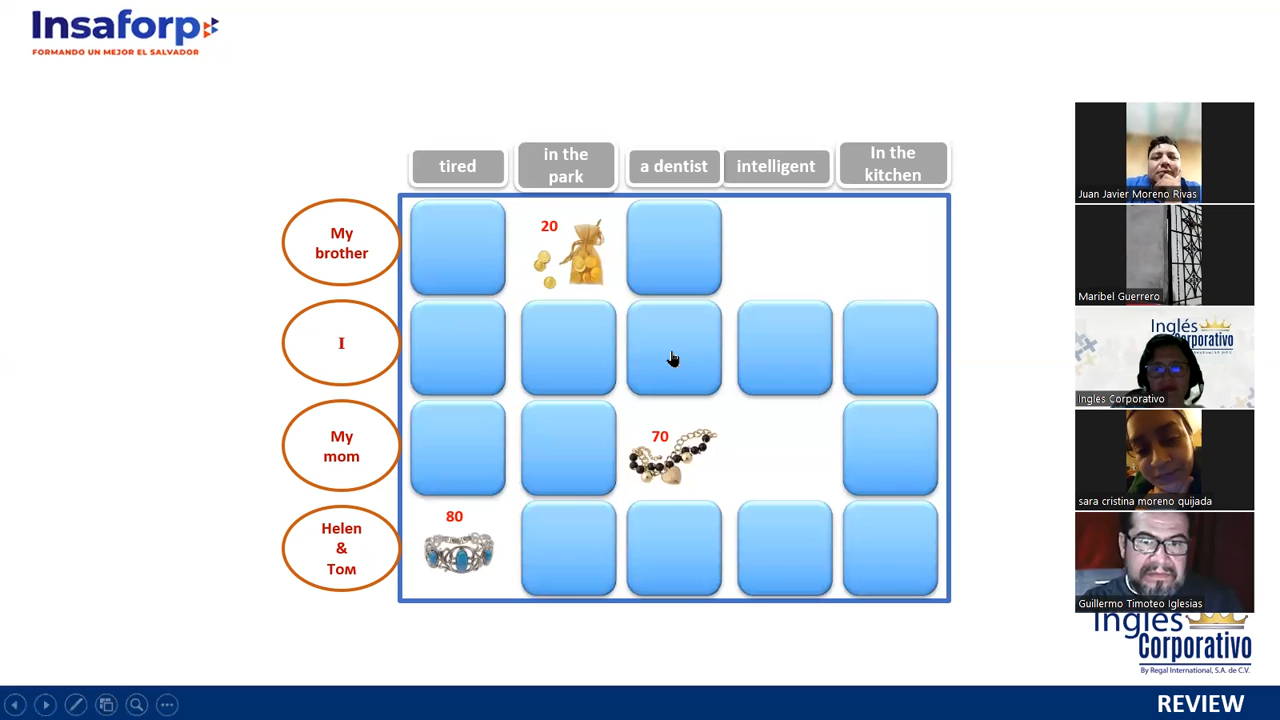 Insaforp
FORMANDO UN MEJOR EL SALVADOR
tired
in the
park
a dentist
intelligent
In the
kitchen
My
brother
20
I
My
mom
70
Helen
&
Tom
80
Juan Javier Moreno Rivas
Maribel Guerrero
Inglés
Corporativo
Ingles Corporativo
sara cristina moreno quijada
Guillermo Timoteo Iglesias
Inglés
Corporativo
By Regal International, S.A. de C.V.
REVIEW